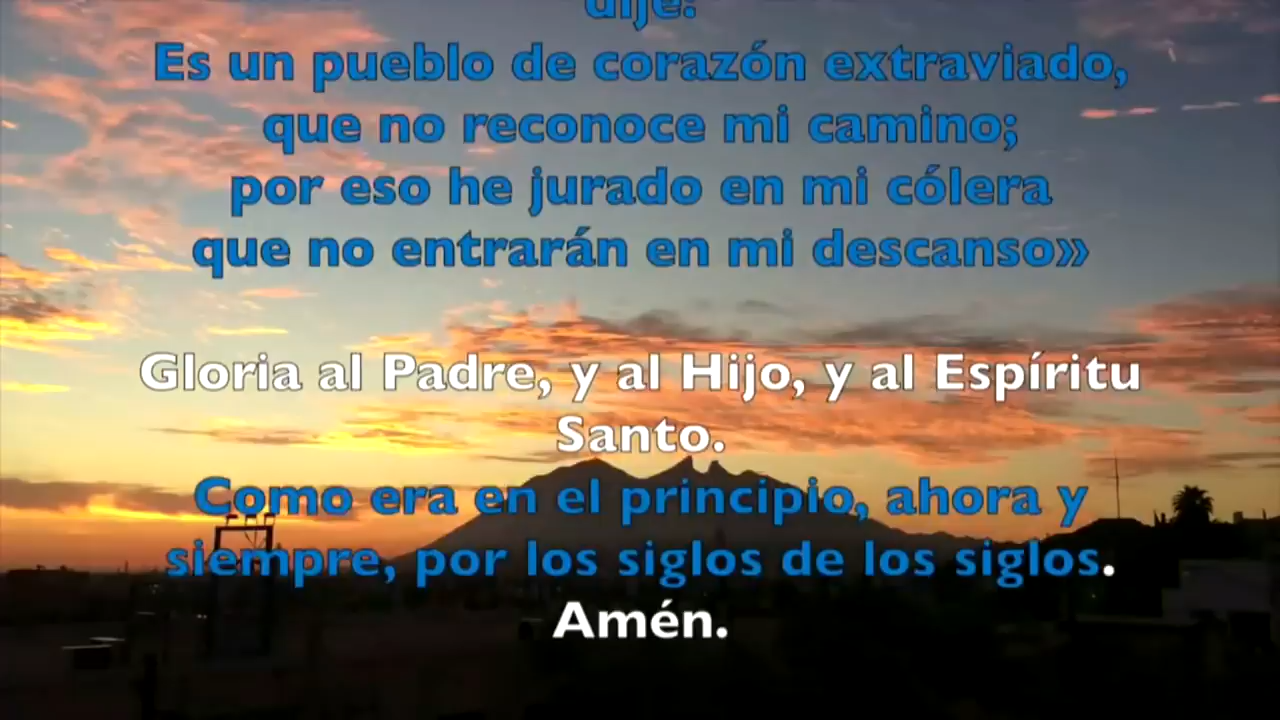 dije:
Es un pueblo de corazón extraviado,
que no reconoce mi camino;
por eso he jurado en mi cólera
que no entrarán en mi descanso»
Gloria al Padre, y al Hijo, y al Espíritu
Santo.
Como era en el principio, ahora y
siempre, por los siglos de los siglos.
Amén.